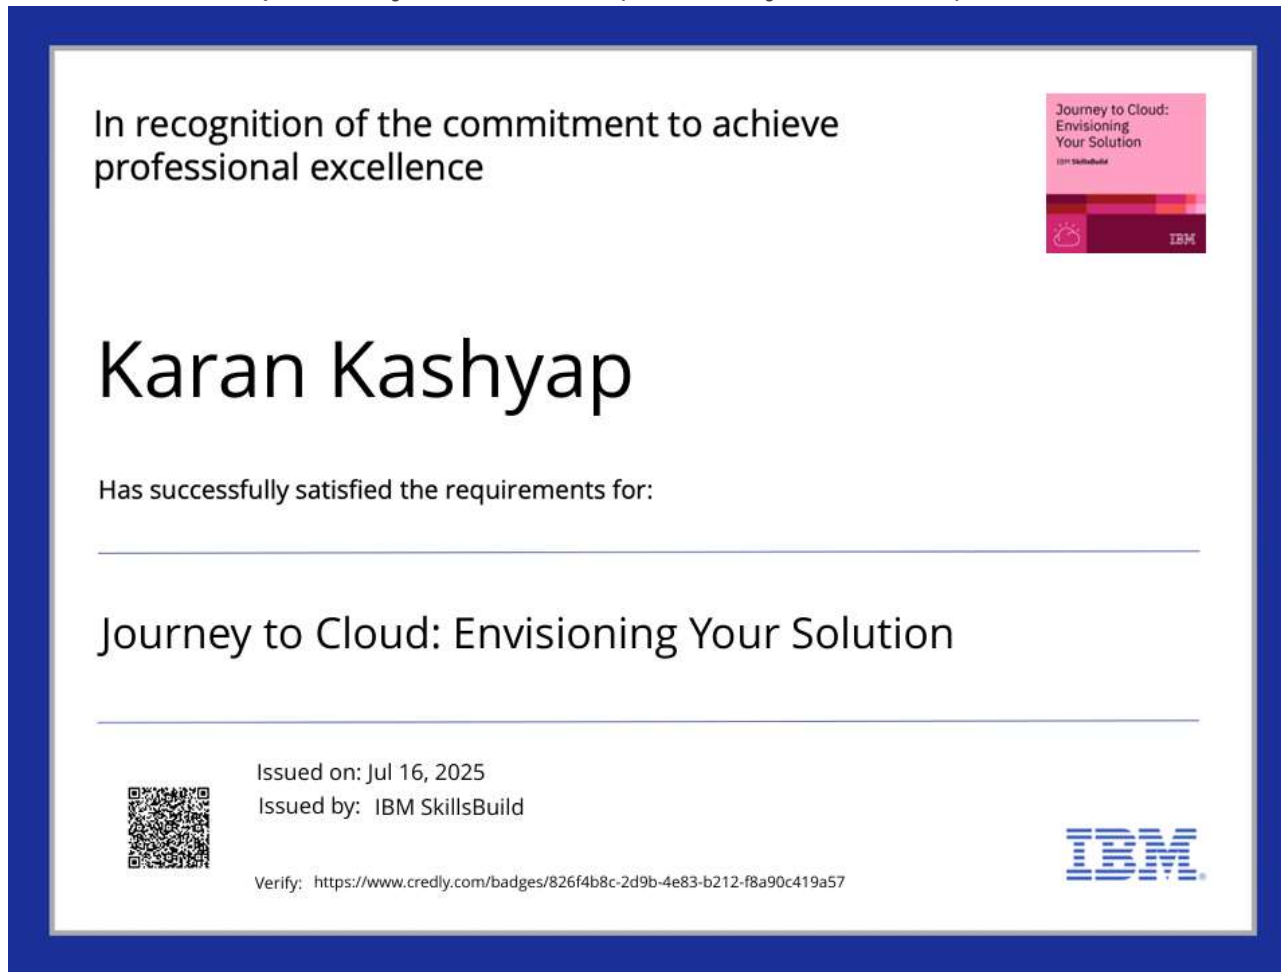 In recognition of the commitment to achieve
professional excellence
Journey to Cloud:
Envisioning
Your Solution
IBM SkillsBuild
IBM
Karan Kashyap
Has successfully satisfied the requirements for:
Journey to Cloud: Envisioning Your Solution
Issued on: Jul 16, 2025
Issued by: IBM SkillsBuild
Verify: https://www.credly.com/badges/826f4b8c-2d9b-4e83-b212-f8a90c419a57
IBM.